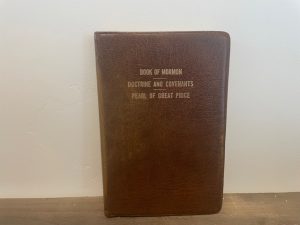 BOOK OF MORMON
DOCTRINE AND COVENANTS
PEARL OF GREAT PRICE